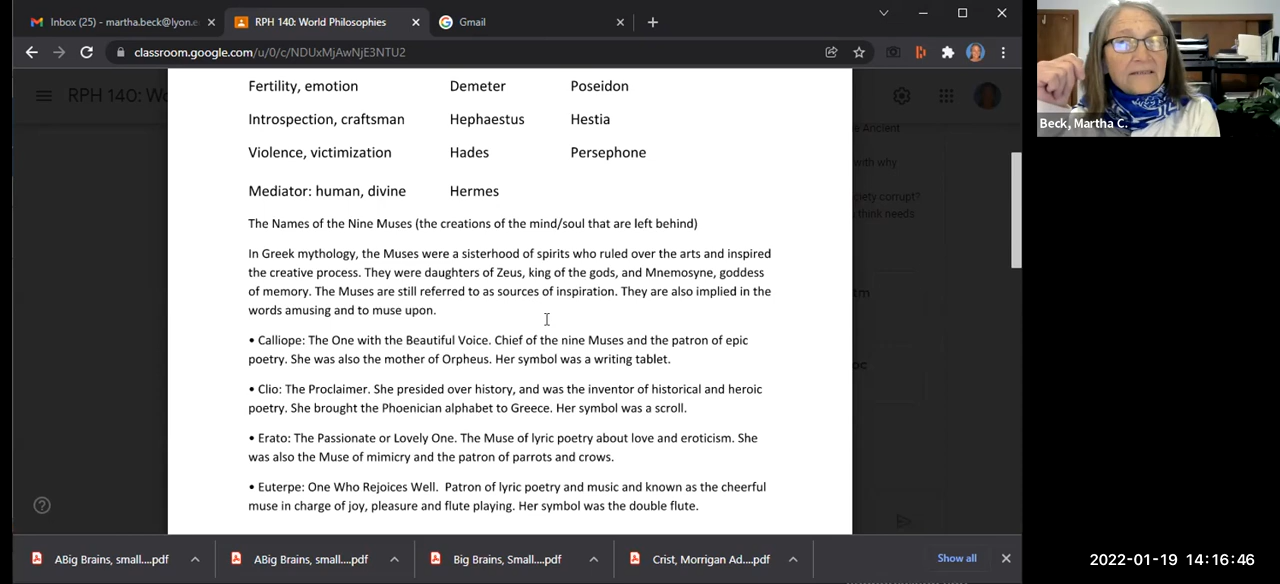 Inbox (25) - martha.beck@lyon.e
RPH 140: World Philosophies
Gmail
classroom.google.com/u/0/c/NDUxMjAwNjE3NTU2
RPH 140: Wo
Fertility, emotion Demeter Poseidon
Introspection, craftsman Hephaestus Hestia
Violence, victimization Hades Persephone
Mediator: human, divine Hermes
The Names of the Nine Muses (the creations of the mind/soul that are left behind)
In Greek mythology, the Muses were a sisterhood of spirits who ruled over the arts and inspired
the creative process. They were daughters of Zeus, king of the gods, and Mnemosyne, goddess
of memory. The Muses are still referred to as sources of inspiration. They are also implied in the
words amusing and to muse upon.
• Calliope: The One with the Beautiful Voice. Chief of the nine Muses and the patron of epic
poetry. She was also the mother of Orpheus. Her symbol was a writing tablet.
• Clio: The Proclaimer. She presided over history, and was the inventor of historical and heroic
poetry. She brought the Phoenician alphabet to Greece. Her symbol was a scroll.
• Erato: The Passionate or Lovely One. The Muse of lyric poetry about love and eroticism. She
was also the Muse of mimicry and the patron of parrots and crows.
• Euterpe: One Who Rejoices Well. Patron of lyric poetry and music and known as the cheerful
muse in charge of joy, pleasure and flute playing. Her symbol was the double flute.
Ancient
with why
ciety corrupt?
think needs
Beck, Martha C.
ABig Brains, small....pdf
ABig Brains, small....pdf
Big Brains, Small....pdf
Crist, Morrigan Ad....pdf
Show all
2022-01-19 14:16:46